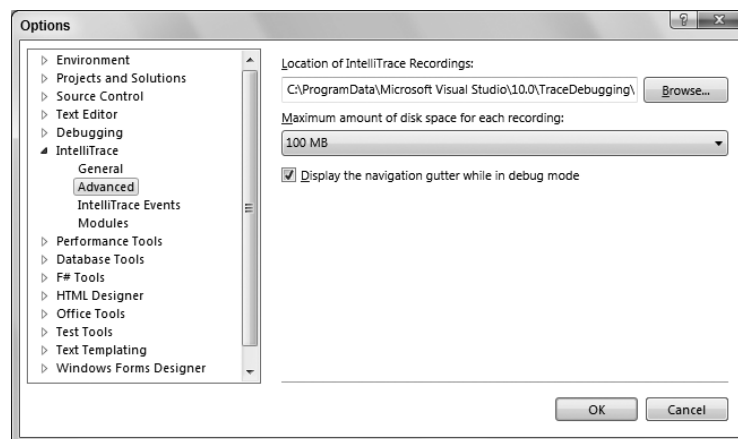 Options
Environment
Projects and Solutions
Source Control
Text Editor
Debugging
IntelliTrace
General
Advanced
IntelliTrace Events
Modules
Performance Tools
Database Tools
F# Tools
HTML Designer
Office Tools
Test Tools
Text Templating
Windows Forms Designer
Location of IntelliTrace Recordings:
C:\ProgramData\Microsoft Visual Studio\10.0\TraceDebugging\
Browse...
Maximum amount of disk space for each recording:
100 MB
Display the navigation gutter while in debug mode
OK
Cancel